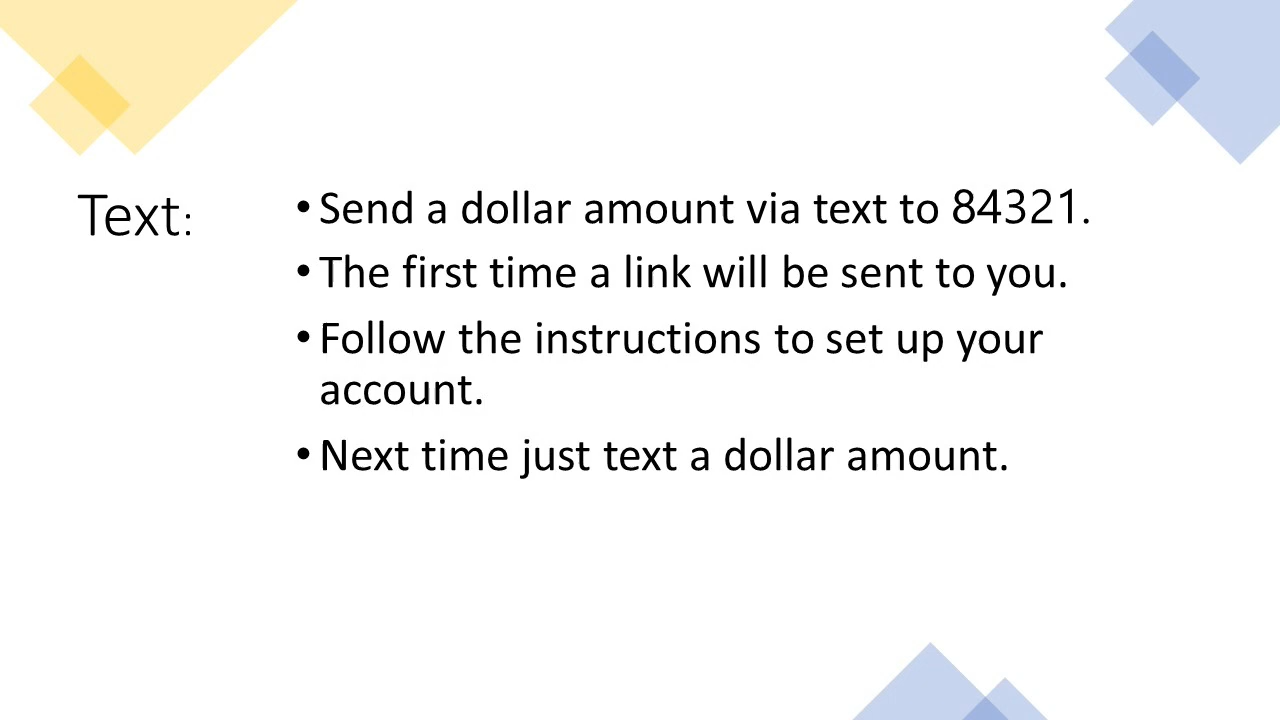 Text:
• Send a dollar amount via text to 84321.
• The first time a link will be sent to you.
• Follow the instructions to set up your
account.
• Next time just text a dollar amount.